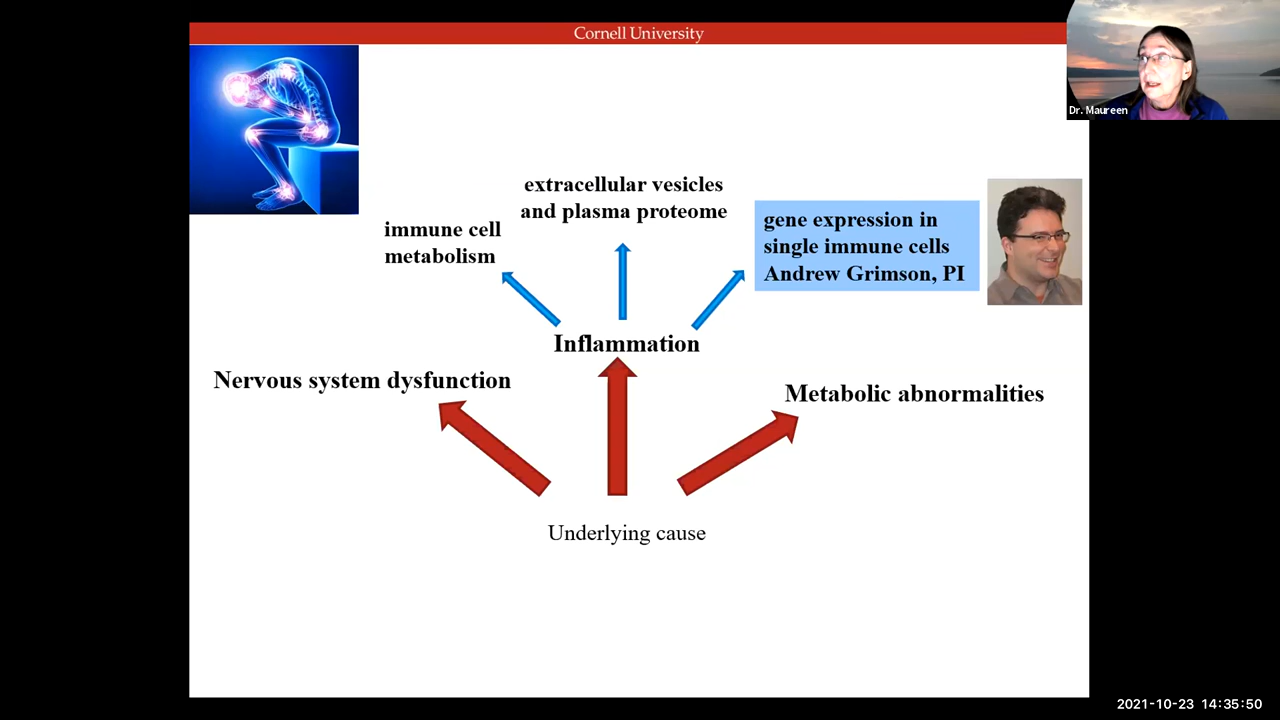 Cornell University
Dr. Maureen
extracellular vesicles
and plasma proteome
immune cell
metabolism
gene expression in
single immune cells
Andrew Grimson, PI
Inflammation
Nervous system dysfunction
Metabolic abnormalities
Underlying cause
2021-10-23 14:35:50